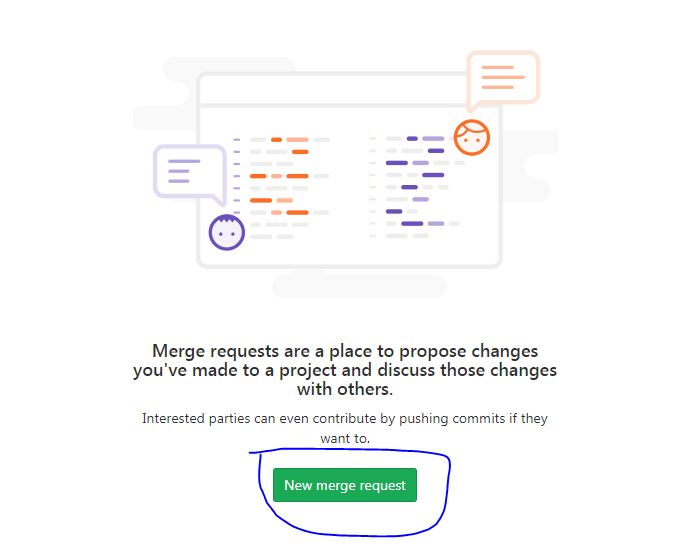 Merge requests are a place to propose changes
you've made to a project and discuss those changes
with others.
Interested parties can even contribute by pushing commits if they
want to.
New merge request